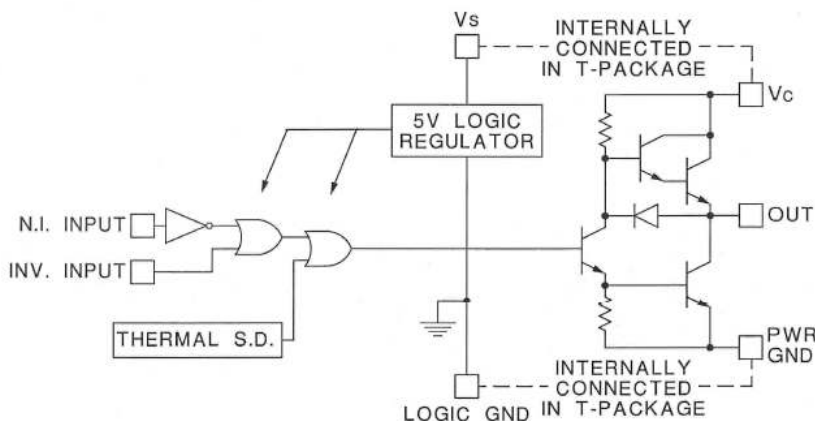 Vs
INTERNALLY
CONNECTED
IN T-PACKAGE
Vc
5V LOGIC
REGULATOR
N.I. INPUT
OUT
INV. INPUT
THERMAL S.D.
PWR
GND
INTERNALLY
CONNECTED
IN T-PACKAGE
LOGIC GND